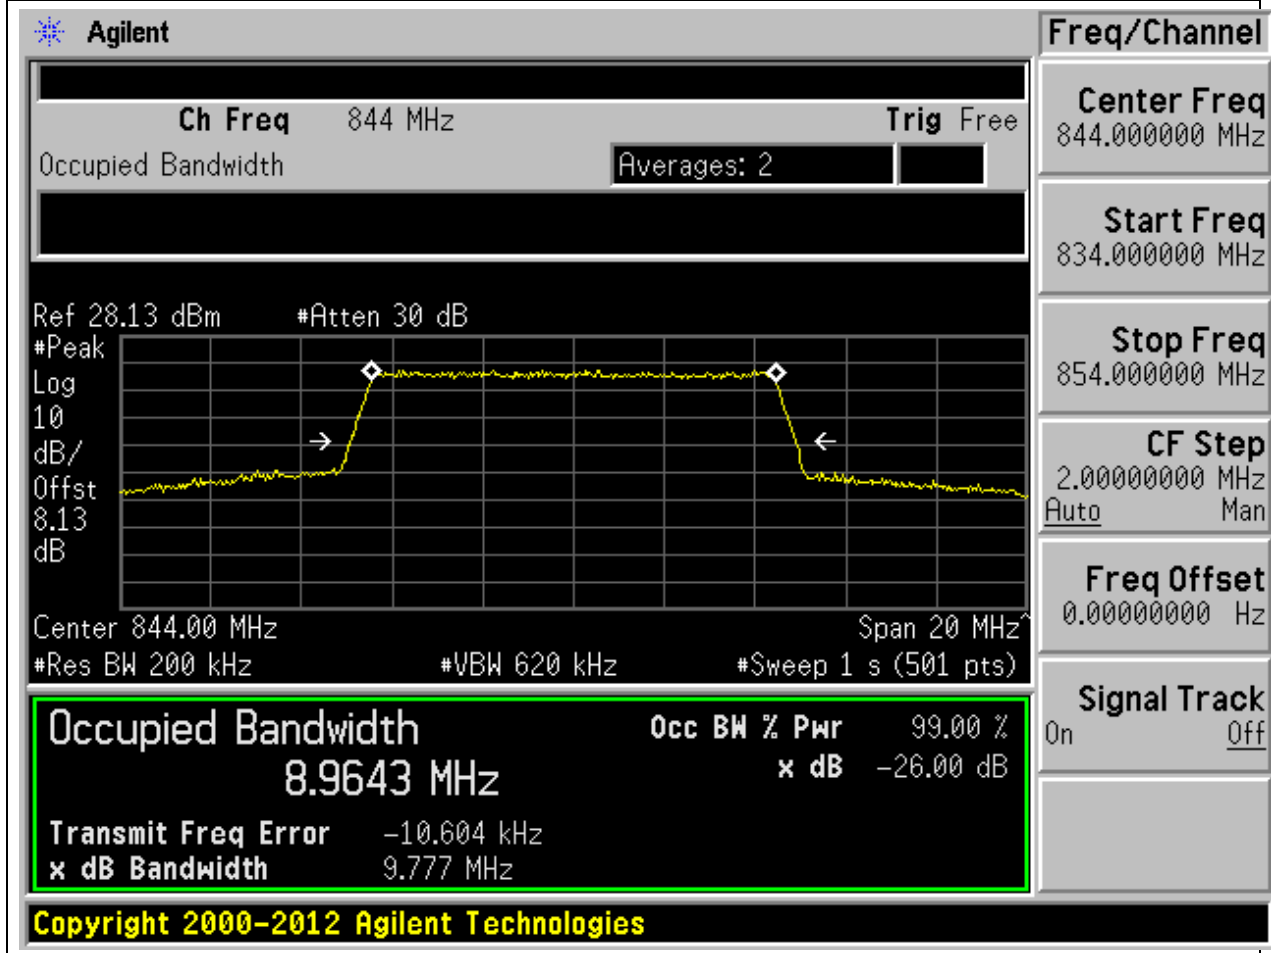 Agilent
Freq/Channel
Ch Freq 844 MHz Trig Free
Occupied Bandwidth Averages: 2
Center Freq
844.000000 MHz
Start Freq
834.000000 MHz
Stop Freq
854.000000 MHz
CF Step
2.00000000 MHz
Auto Man
Freq Offset
0.00000000 Hz
Signal Track
On Off
Ref 28.13 dBm #Atten 30 dB
#Peak
Log
10
dB/
Offst
8.13
dB
Center 844.00 MHz Span 20 MHz^
#Res BW 200 kHz #VBW 620 kHz #Sweep 1 s (501 pts)
Occupied Bandwidth Occ BW % Pwr 99.00 %
8.9643 MHz x dB -26.00 dB
Transmit Freq Error -10.604 kHz
x dB Bandwidth 9.777 MHz
Copyright 2000-2012 Agilent Technologies